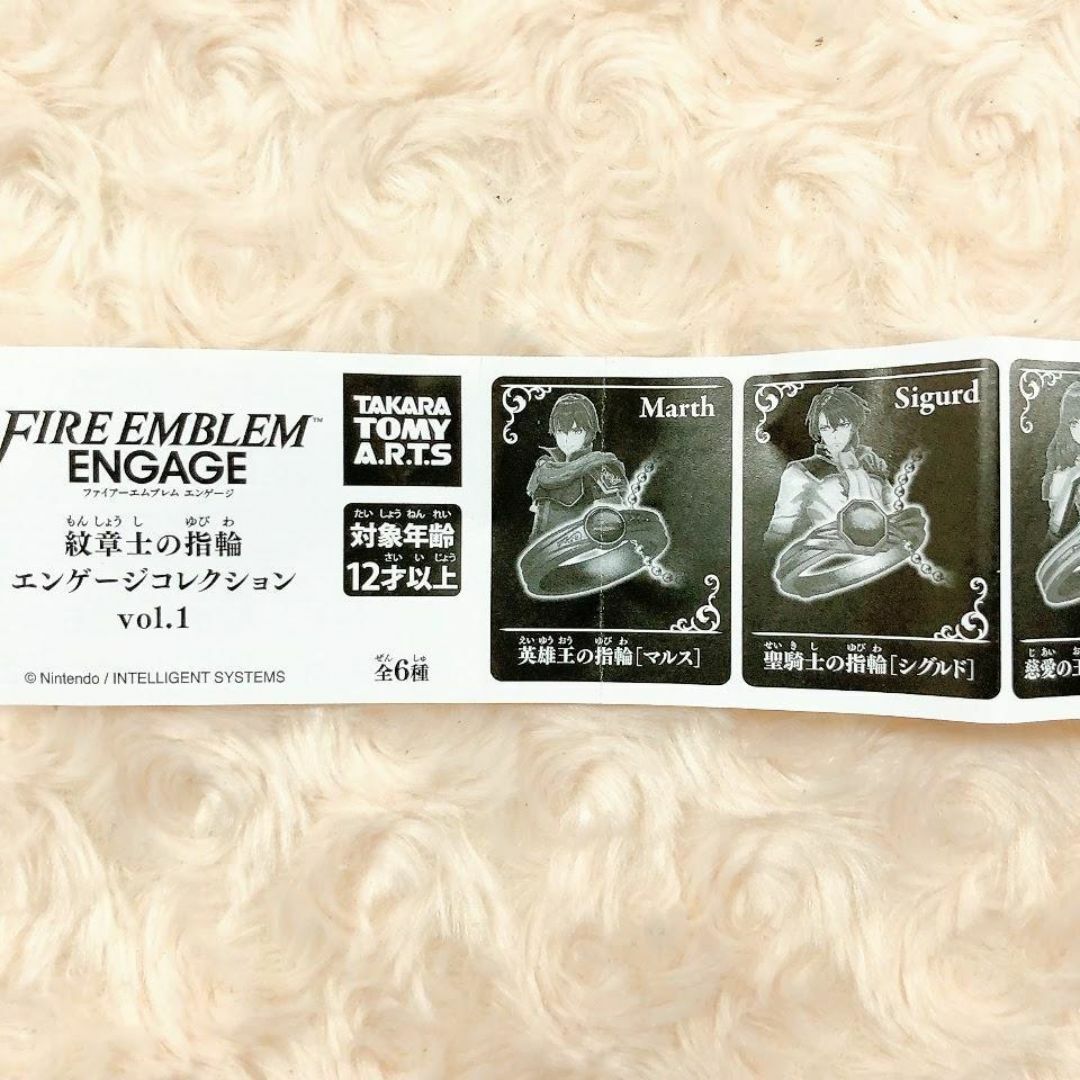 FIRE EMBLEM™
ENGAGE
ファイアーエムブレム エンゲージ
もんしょうし ゆびわ
紋章士の指輪
エンゲージコレクション
vol.1
© Nintendo / INTELLIGENT SYSTEMS
TAKARA
TOMY
A.R.T.S
たいしょうねんれい
対象年齢
さいいじょう
12才以上
ぜん しゅ
全6種
Marth
えいゆうおう ゆびわ
英雄王の指輪[マルス]
Sigurd
せいきし ゆびわ
聖騎士の指輪[シグルド]
じあい お
慈愛の王